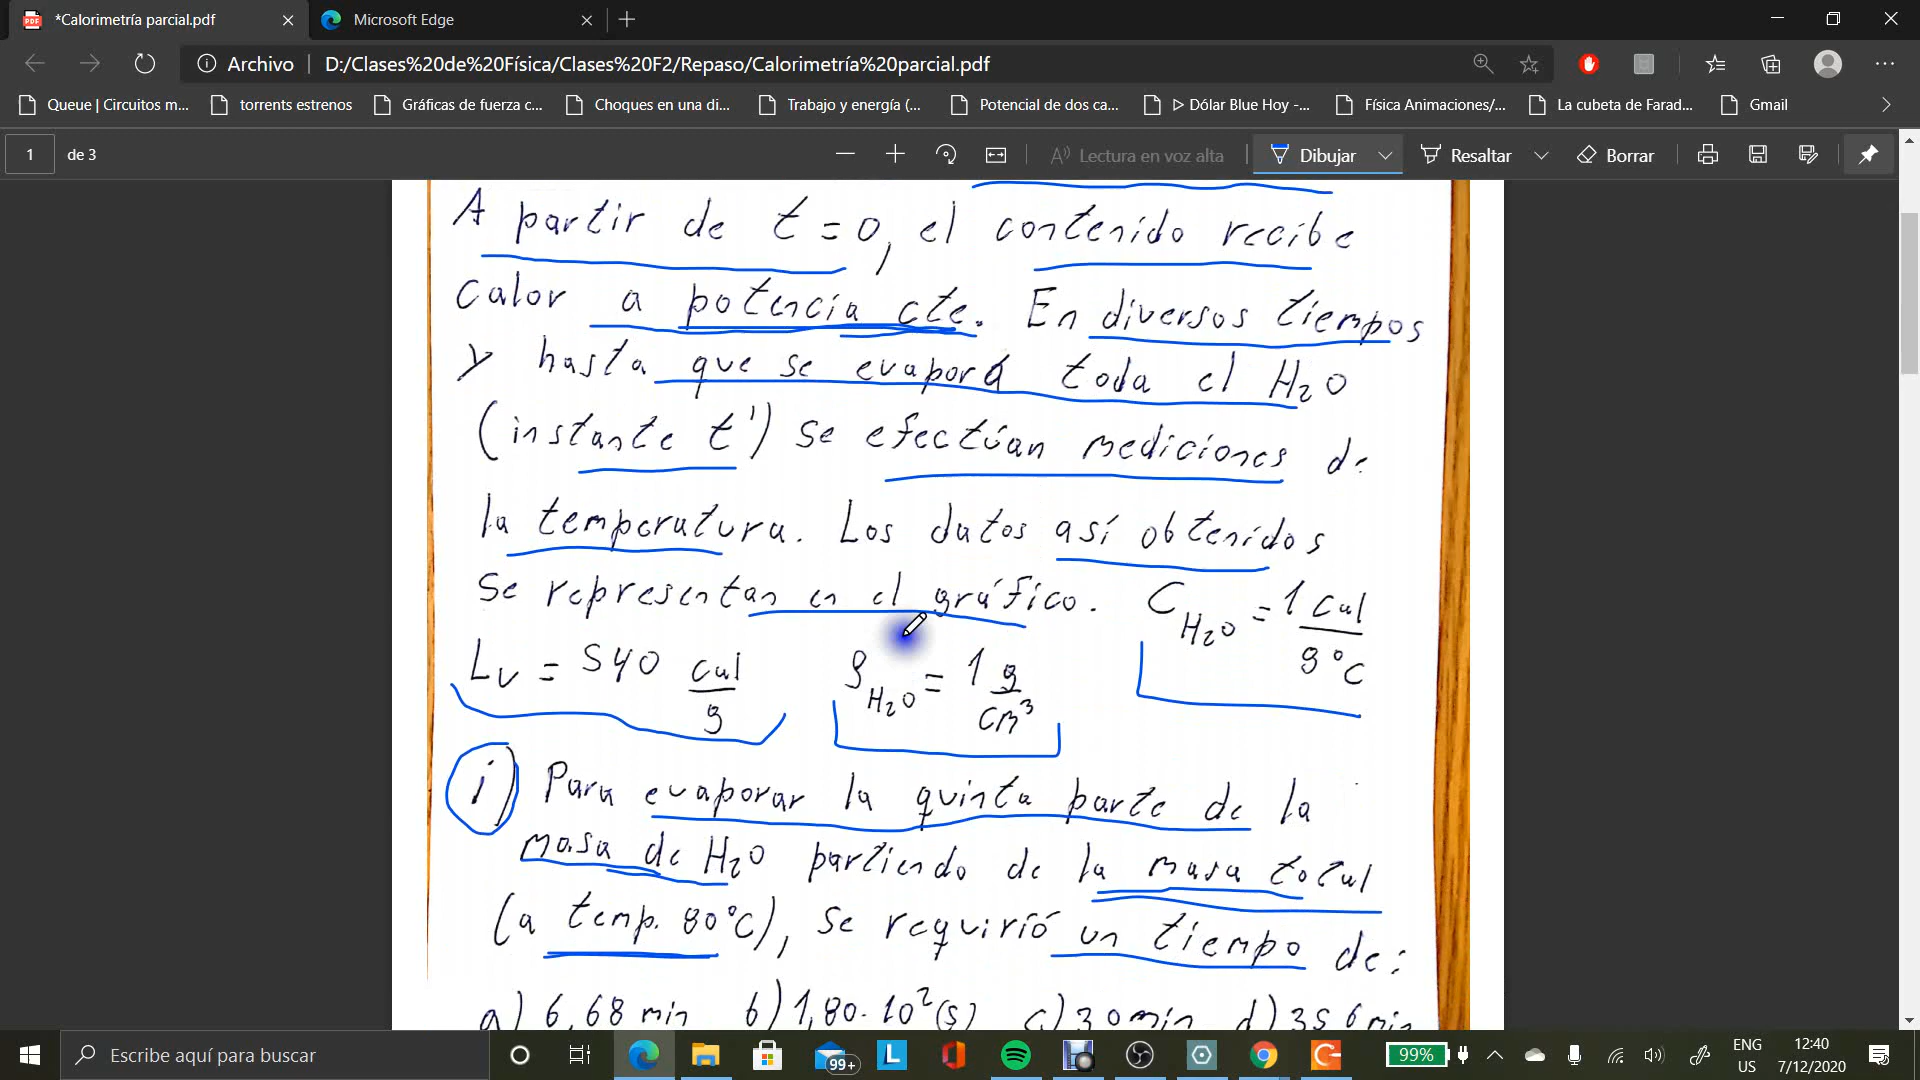 *Calorimetría parcial.pdf
Microsoft Edge
Archivo
D:/Clases%20de%20Física/Clases%20F2/Repaso/Calorimetría%20parcial.pdf
Queue | Circuitos m...
torrents estrenos
Gráficas de fuerza c...
Choques en una di...
Trabajo y energía (...
Potencial de dos ca...
ᐅ Dólar Blue Hoy -...
Física Animaciones/...
La cubeta de Farad...
Gmail
1
de 3
Lectura en voz alta
Dibujar
Resaltar
Borrar
A partir de t = 0, el contenido recibe
calor a potencia cte. En diversos tiempos
y hasta que se evaporá toda el H₂O
(instante t') se efectúan mediciones de
la temperatura. Los datos así obtenidos
se representan en el gráfico. C H₂O = 1 cal/g°C
Lv = 540 cal/g ρ H₂O = 1 g/cm³
i) Para evaporar la quinta parte de la
masa de H₂O partiendo de la masa total
(a temp. 80°C), se requirió un tiempo de:
a) 6,68 min b) 1,80.10²(s) c) 30min d) 35,6min
Escribe aquí para buscar
99+
L
99%
ENG
US
12:40
7/12/2020